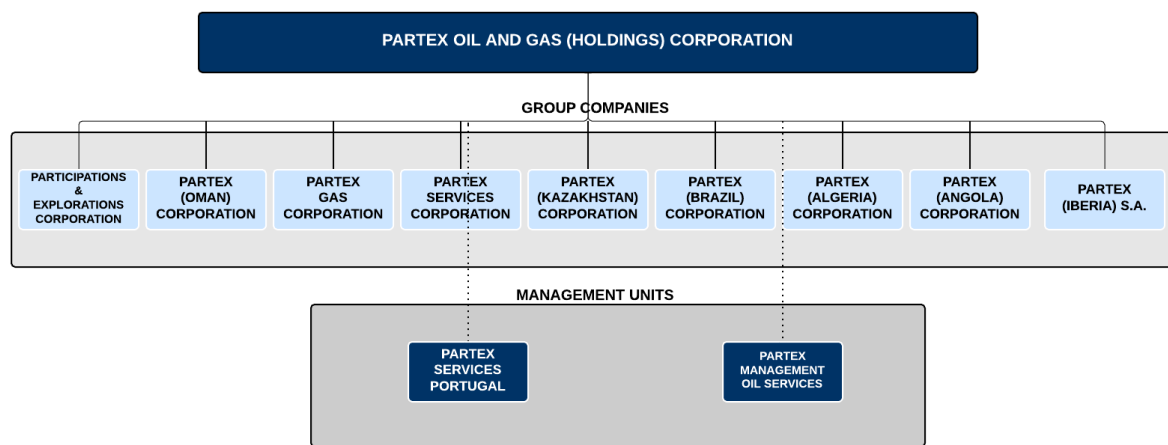 PARTEX OIL AND GAS (HOLDINGS) CORPORATION
GROUP COMPANIES
PARTICIPATIONS
&
EXPLORATIONS
CORPORATION
PARTEX
(OMAN)
CORPORATION
PARTEX
GAS
CORPORATION
PARTEX
SERVICES
CORPORATION
PARTEX
(KAZAKHSTAN)
CORPORATION
PARTEX
(BRAZIL)
CORPORATION
PARTEX
(ALGERIA)
CORPORATION
PARTEX
(ANGOLA)
CORPORATION
PARTEX
(IBERIA) S.A.
MANAGEMENT UNITS
PARTEX
SERVICES
PORTUGAL
PARTEX
MANAGEMENT
OIL SERVICES